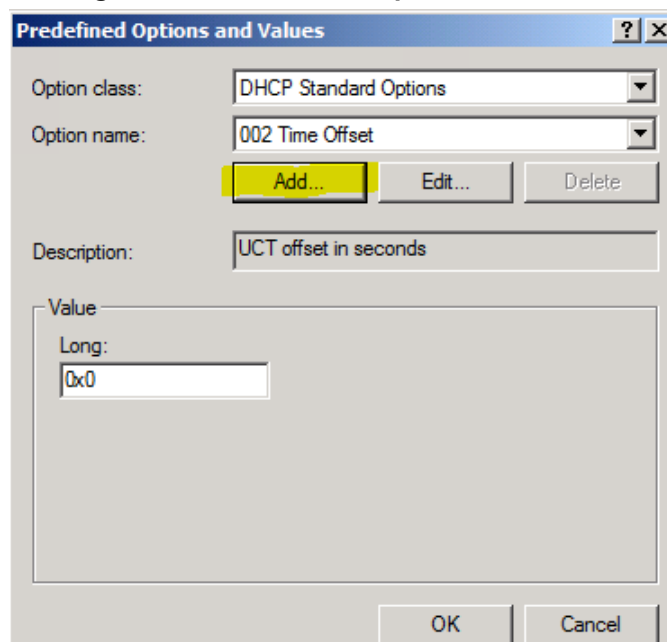 Predefined Options and Values ? X
Option class: DHCP Standard Options
Option name: 002 Time Offset
Add... Edit... Delete
Description: UCT offset in seconds
Value
Long:
0x0
OK Cancel